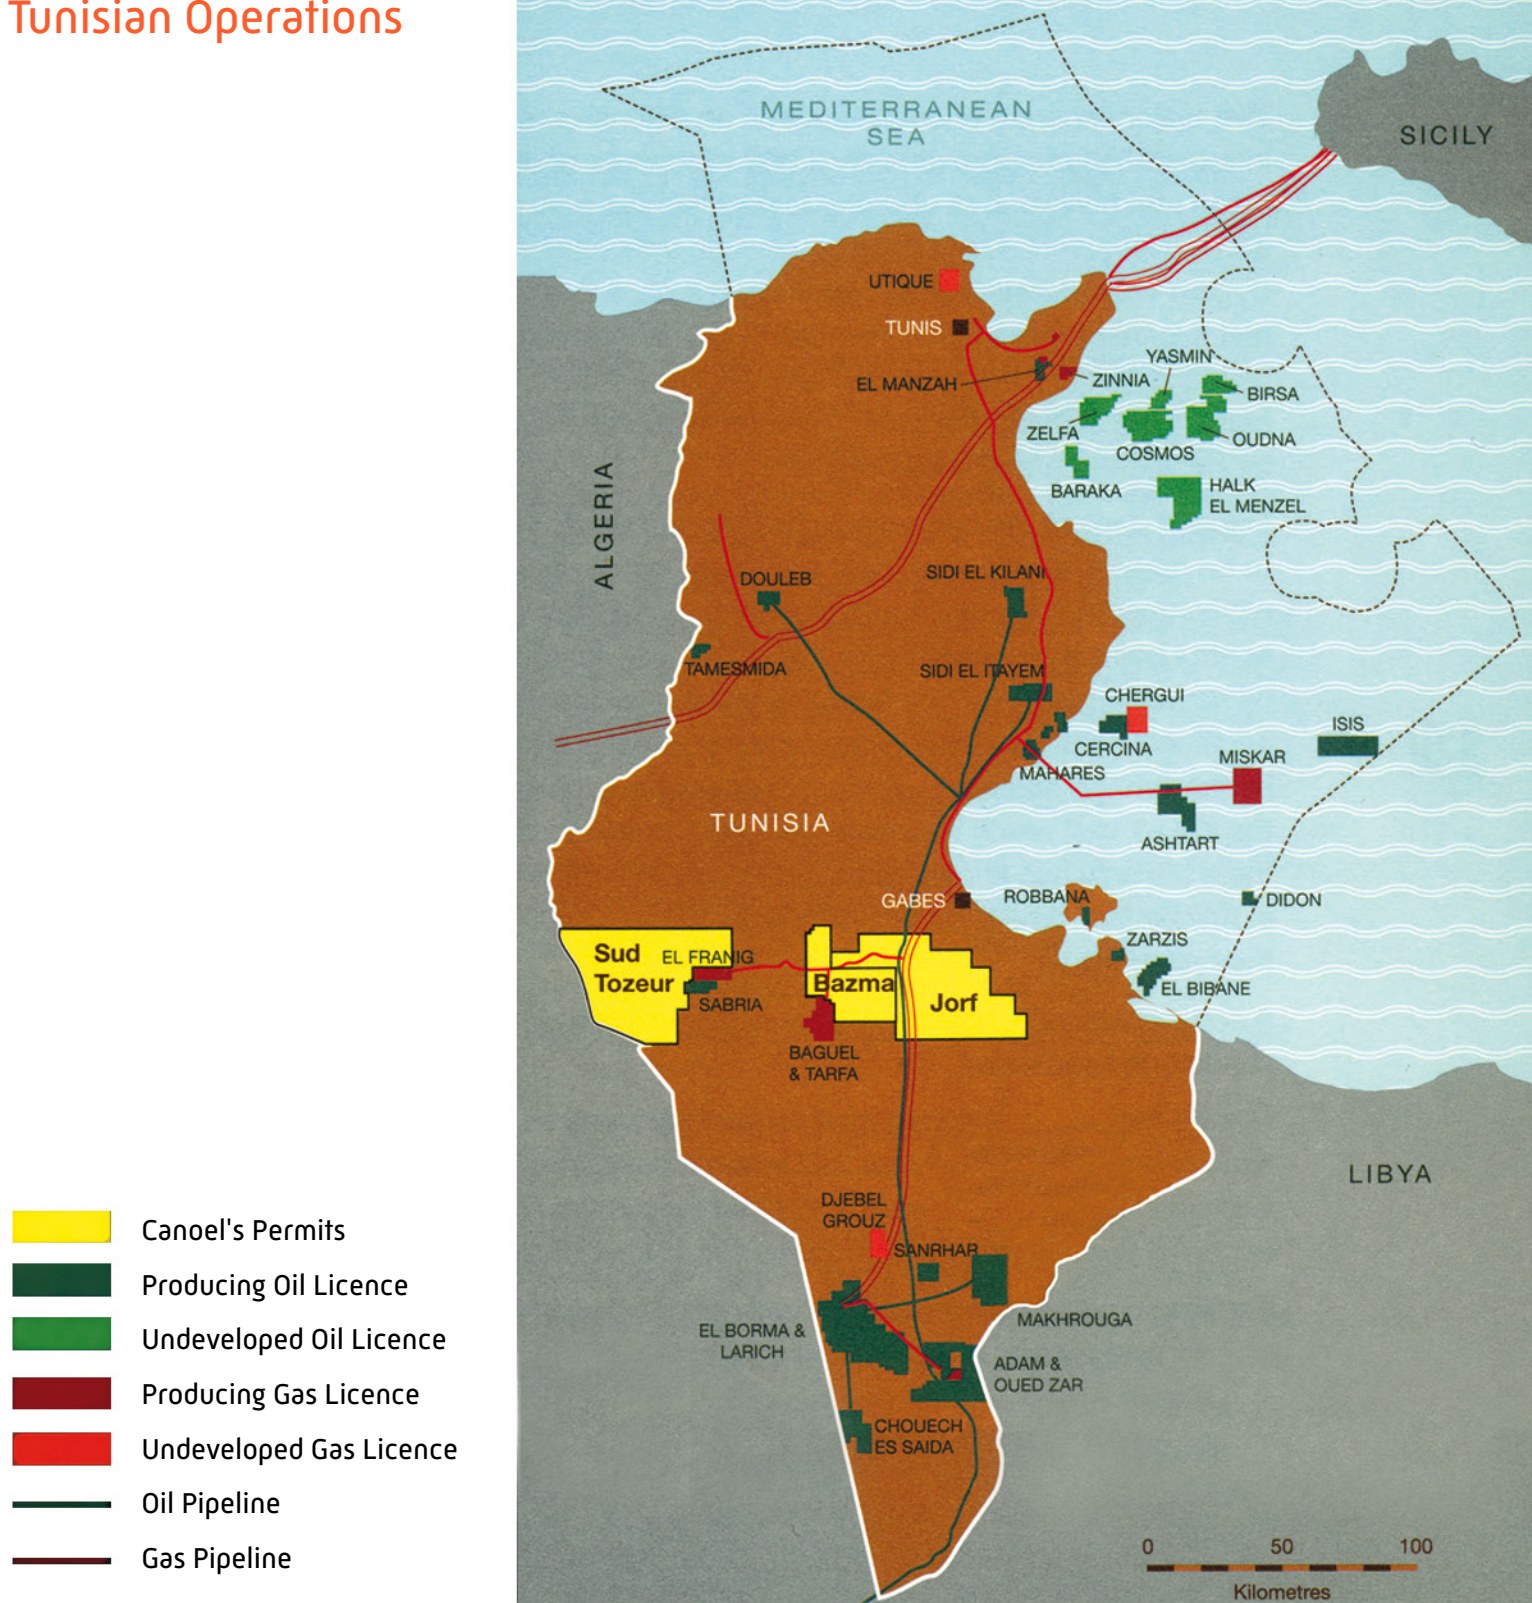 Tunisian Operations
MEDITERRANEAN
SEA
SICILY
UTIQUE
TUNIS
YASMIN
EL MANZAH
ZINNIA
BIRSA
ZELFA
OUDNA
COSMOS
BARAKA
HALK
EL MENZEL
ALGERIA
DOULEB
SIDI EL KILANI
TAMESMIDA
SIDI EL ITAYEM
CHERGUI
ISIS
CERCINA
MISKAR
MAHARES
TUNISIA
ASHTART
GABES
ROBBANA
DIDON
ZARZIS
Sud
Tozeur
EL FRANIG
SABRIA
Bazma
Jorf
EL BIBANE
BAGUEL
& TARFA
LIBYA
DJEBEL
GROUZ
SANRHAR
MAKHROUGA
EL BORMA &
LARICH
ADAM &
OUED ZAR
CHOUECH
ES SAIDA
Canoel's Permits
Producing Oil Licence
Undeveloped Oil Licence
Producing Gas Licence
Undeveloped Gas Licence
Oil Pipeline
Gas Pipeline
0 50 100
Kilometres